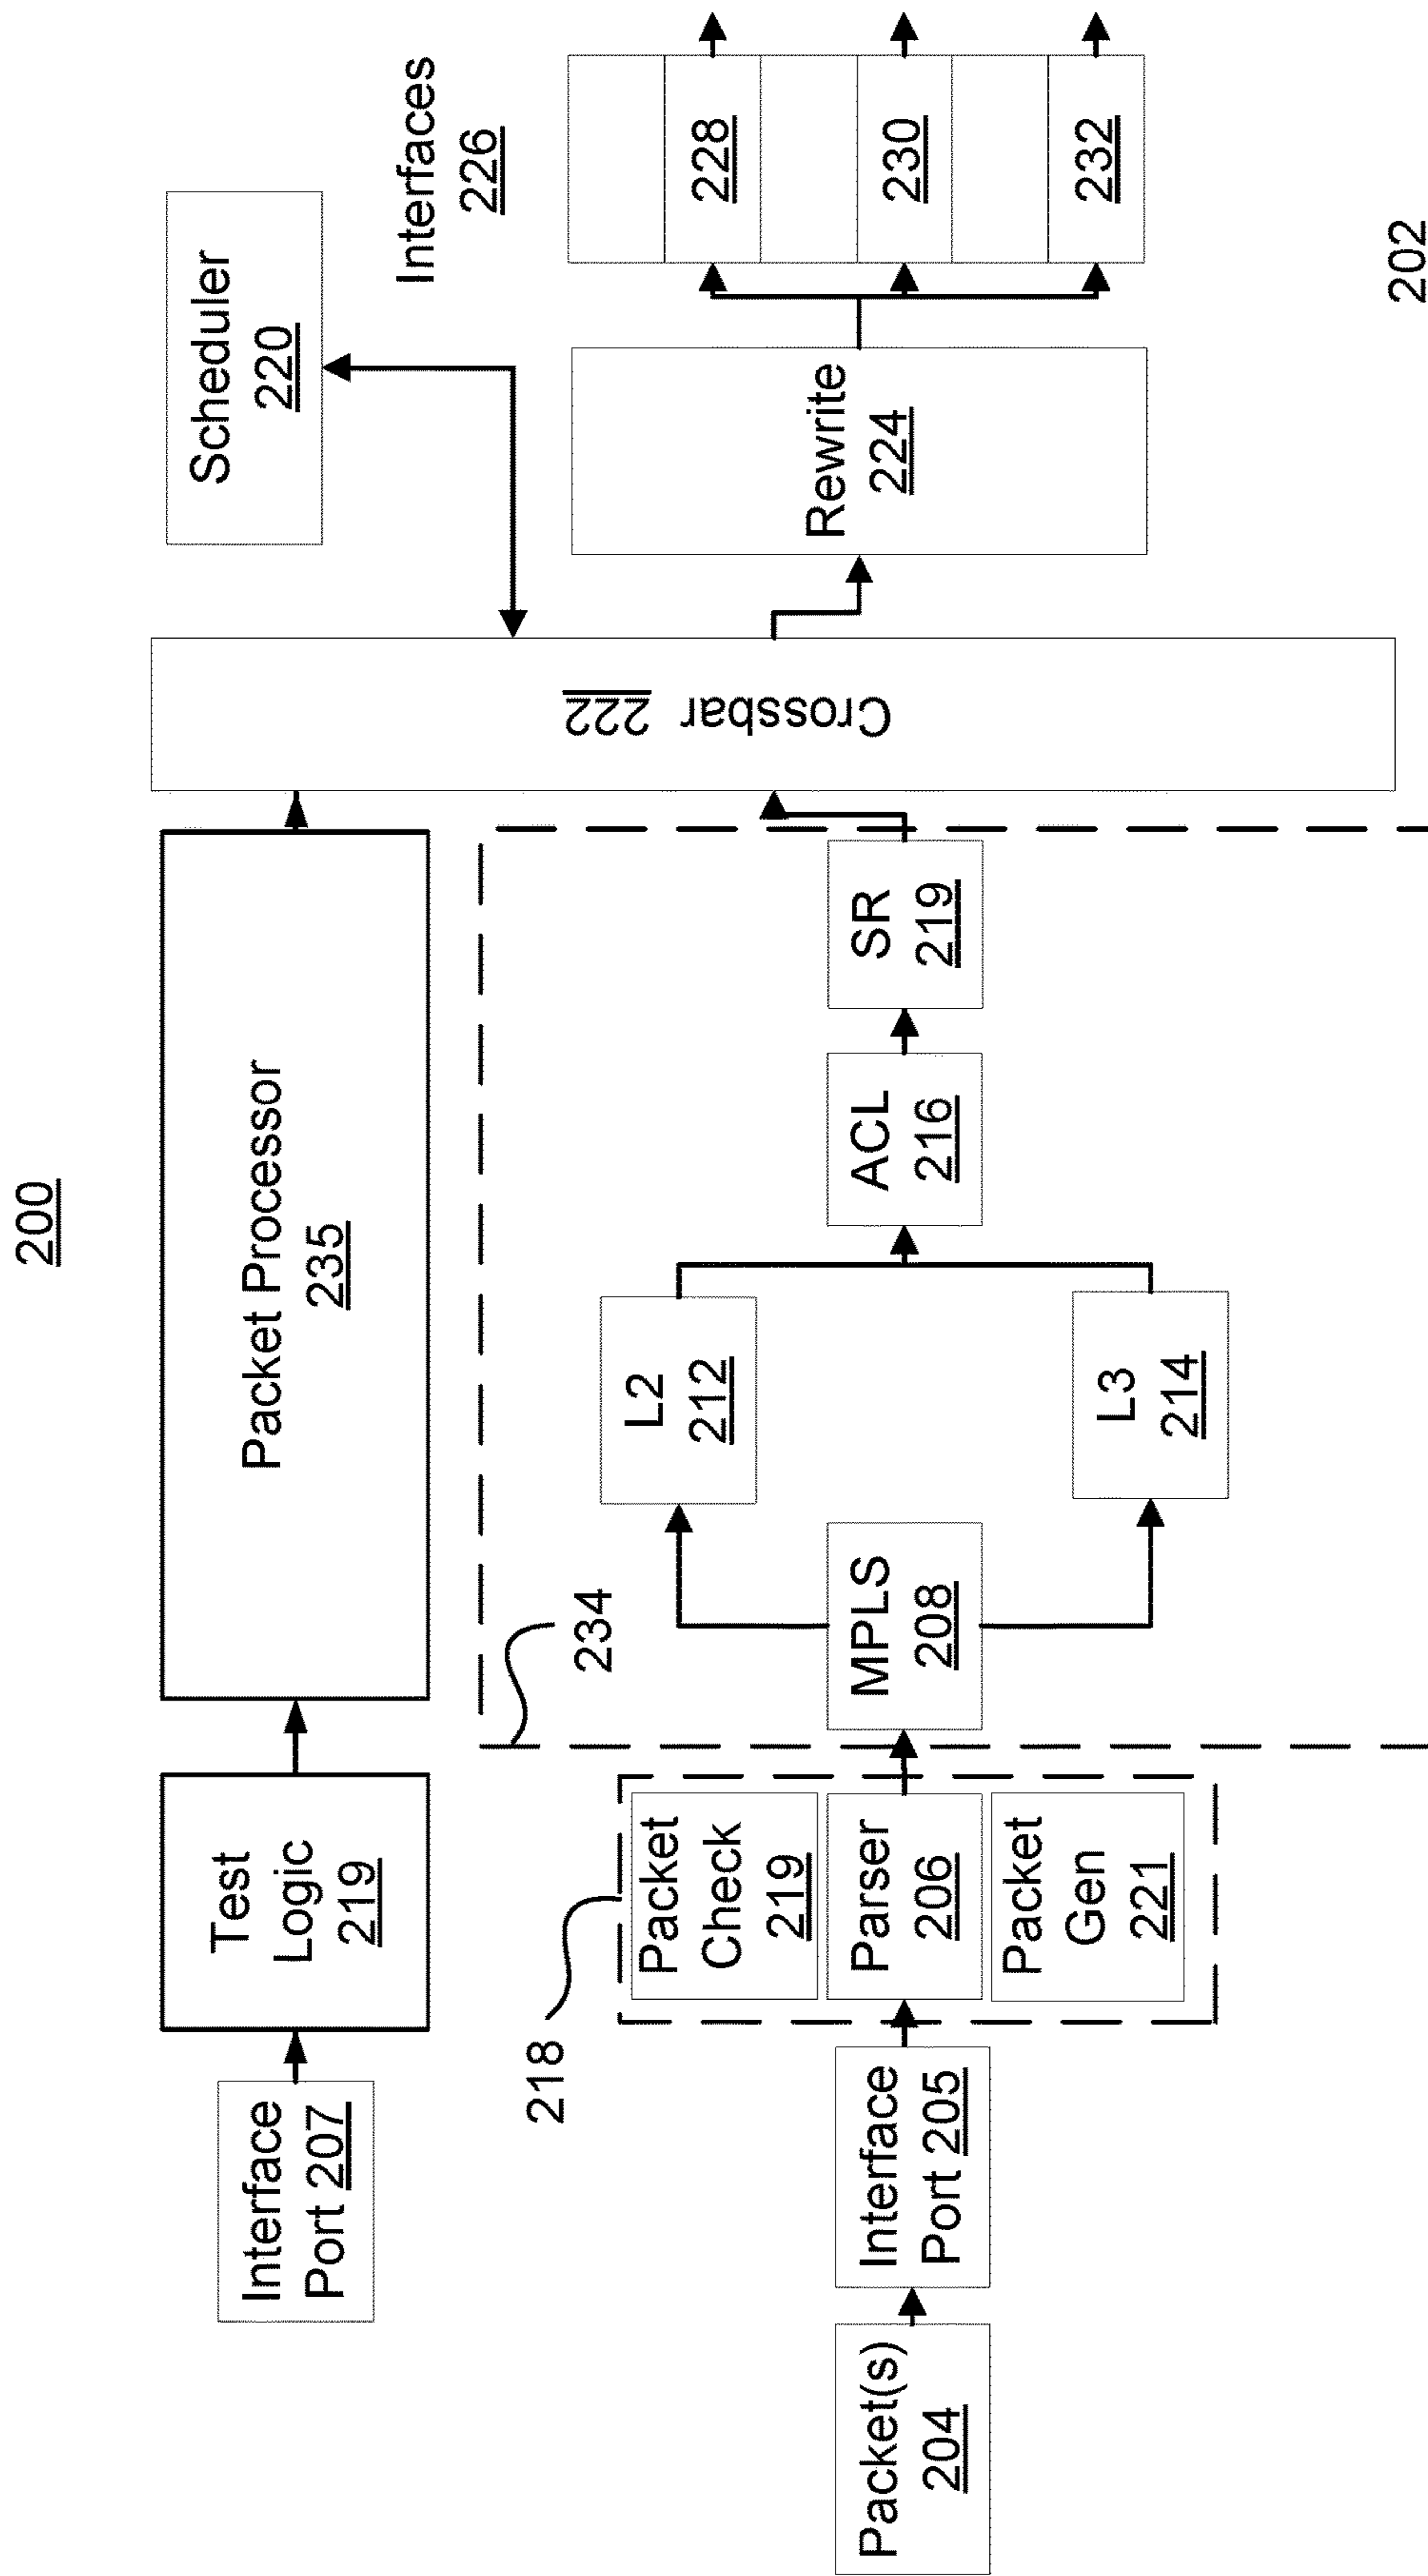 200
Interface
Port 207
Test
Logic
219
Packet Processor
235
Scheduler
220
Crossbar 222
Interfaces
226
228
230
232
Rewrite
224
218
Packet
Check
219
Parser
206
Packet
Gen
221
234
MPLS
208
L2
212
L3
214
ACL
216
SR
219
Packet(s)
204
Interface
Port 205
202